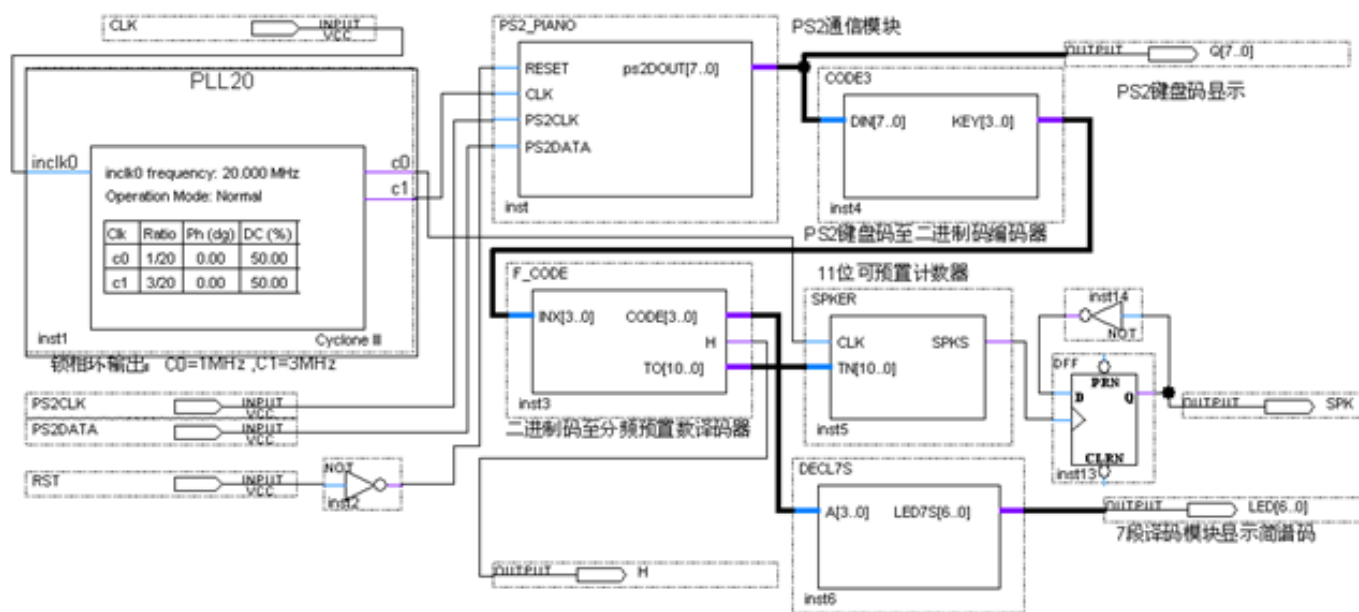 CLK
INPUT
VCC
PLL20
inclk0
inclk0 frequency: 20.000 MHz
Operation Mode: Normal
Clk Ratio Ph (dg) DC (%)
c0 1/20 0.00 50.00
c1 3/20 0.00 50.00
c0
c1
inst1
Cyclone III
锁相环输出。 C0=1MHz ,C1=3MHz
PS2_PIANO
RESET
CLK
PS2CLK
PS2DATA
ps2DOUT[7..0]
inst
PS2通信模块
OUTPUT
Q[7..0]
PS2键盘码显示
CODE3
DIN[7..0]
KEY[3..0]
inst4
PS2键盘码至二进制码编码器
F_CODE
INX[3..0]
CODE[3..0]
H
TO[10..0]
inst3
二进制码至分频预置数译码器
11位可预置计数器
SPKER
CLK
TN[10..0]
SPKS
inst5
inst14
NOT
DFF
PRN
D
Q
CLRN
inst13
OUTPUT
SPK
PS2CLK
INPUT
VCC
PS2DATA
INPUT
VCC
RST
INPUT
VCC
NOT
inst2
DECL7S
A[3..0]
LED7S[6..0]
inst6
OUTPUT
LED[6..0]
7段译码模块显示简谱码
OUTPUT
H